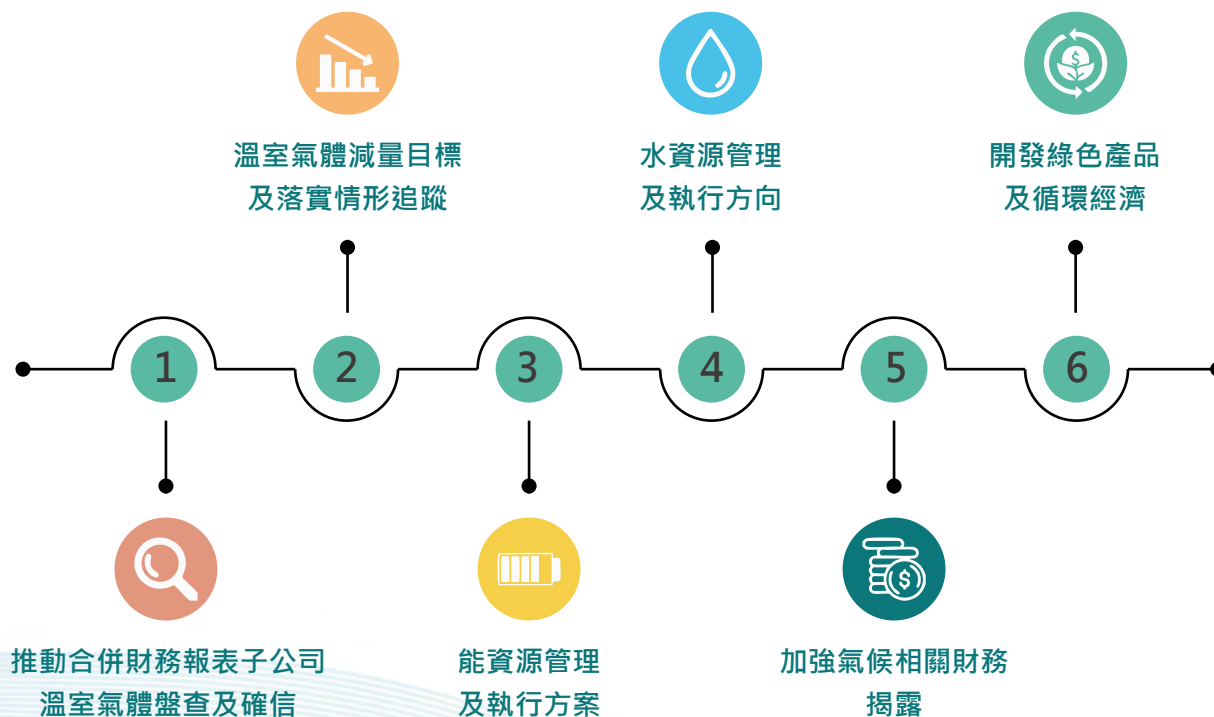 溫室氣體減量目標
及落實情形追蹤
水資源管理
及執行方向
開發綠色產品
及循環經濟
1
2
3
4
5
6
推動合併財務報表子公司
溫室氣體盤查及確信
能資源管理
及執行方案
加強氣候相關財務
揭露